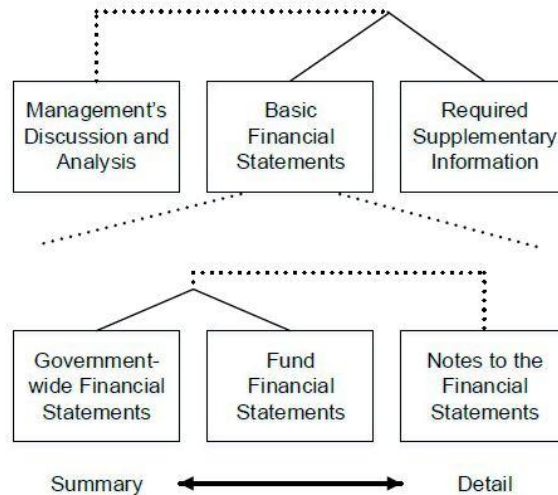 Management's
Discussion and
Analysis
Basic
Financial
Statements
Required
Supplementary
Information
Government-
wide Financial
Statements
Fund
Financial
Statements
Notes to the
Financial
Statements
Summary
Detail